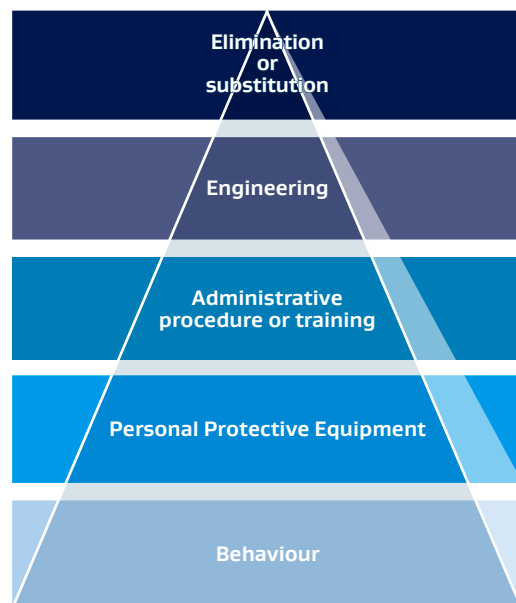 Elimination
or
substitution
Engineering
Administrative
procedure or training
Personal Protective Equipment
Behaviour